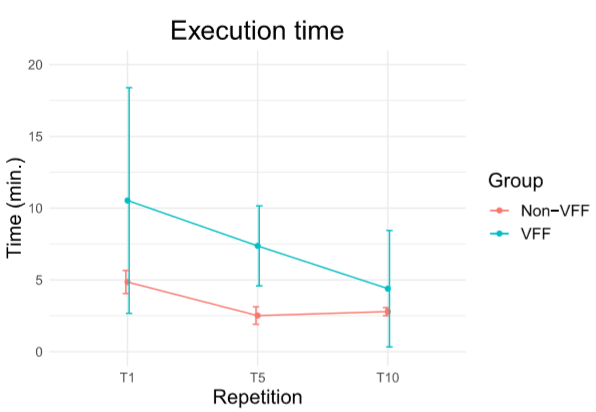 Execution time
Time (min.)
20
15
10
5
0
T1 T5 T10
Repetition
Group
Non−VFF
VFF